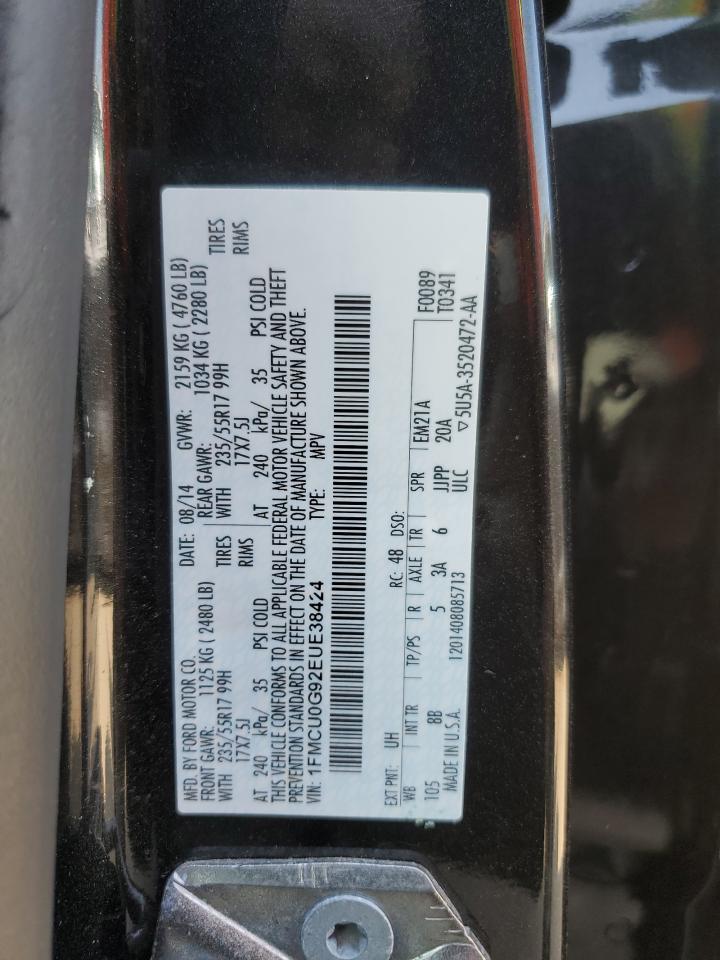 MFD. BY FORD MOTOR CO.
DATE: 08/14 GVWR: 2159 KG ( 4760 LB)
FRONT GAWR: 1125 KG ( 2480 LB) REAR GAWR: 1034 KG ( 2280 LB)
WITH 235/55R17 99H TIRES WITH 235/55R17 99H TIRES
17X7.5J RIMS 17X7.5J RIMS
AT 240 kPa/ 35 PSI COLD AT 240 kPa/ 35 PSI COLD
THIS VEHICLE CONFORMS TO ALL APPLICABLE FEDERAL MOTOR VEHICLE SAFETY AND THEFT
PREVENTION STANDARDS IN EFFECT ON THE DATE OF MANUFACTURE SHOWN ABOVE.
VIN: 1FMCU0G92EUE38424 TYPE: MPV
EXT PNT: UH RC: 48 DSO: F0089
WB INT TR TP/PS R AXLE TR SPR EM21A T0341
105 8B 5 3A 6 JJPP 20A
MADE IN U.S.A. 1201408085713 ULC ▽5U5A-3520472-AA